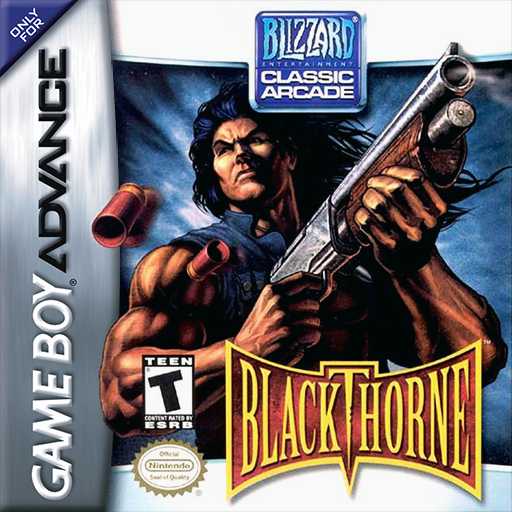 ONLY
FOR
GAME BOY ADVANCE
BLIZZARD
ENTERTAINMENT
CLASSIC
ARCADE
TEEN
T
CONTENT RATED BY
ESRB
Official
Nintendo
Seal of Quality
BLACKTHORNE
TM